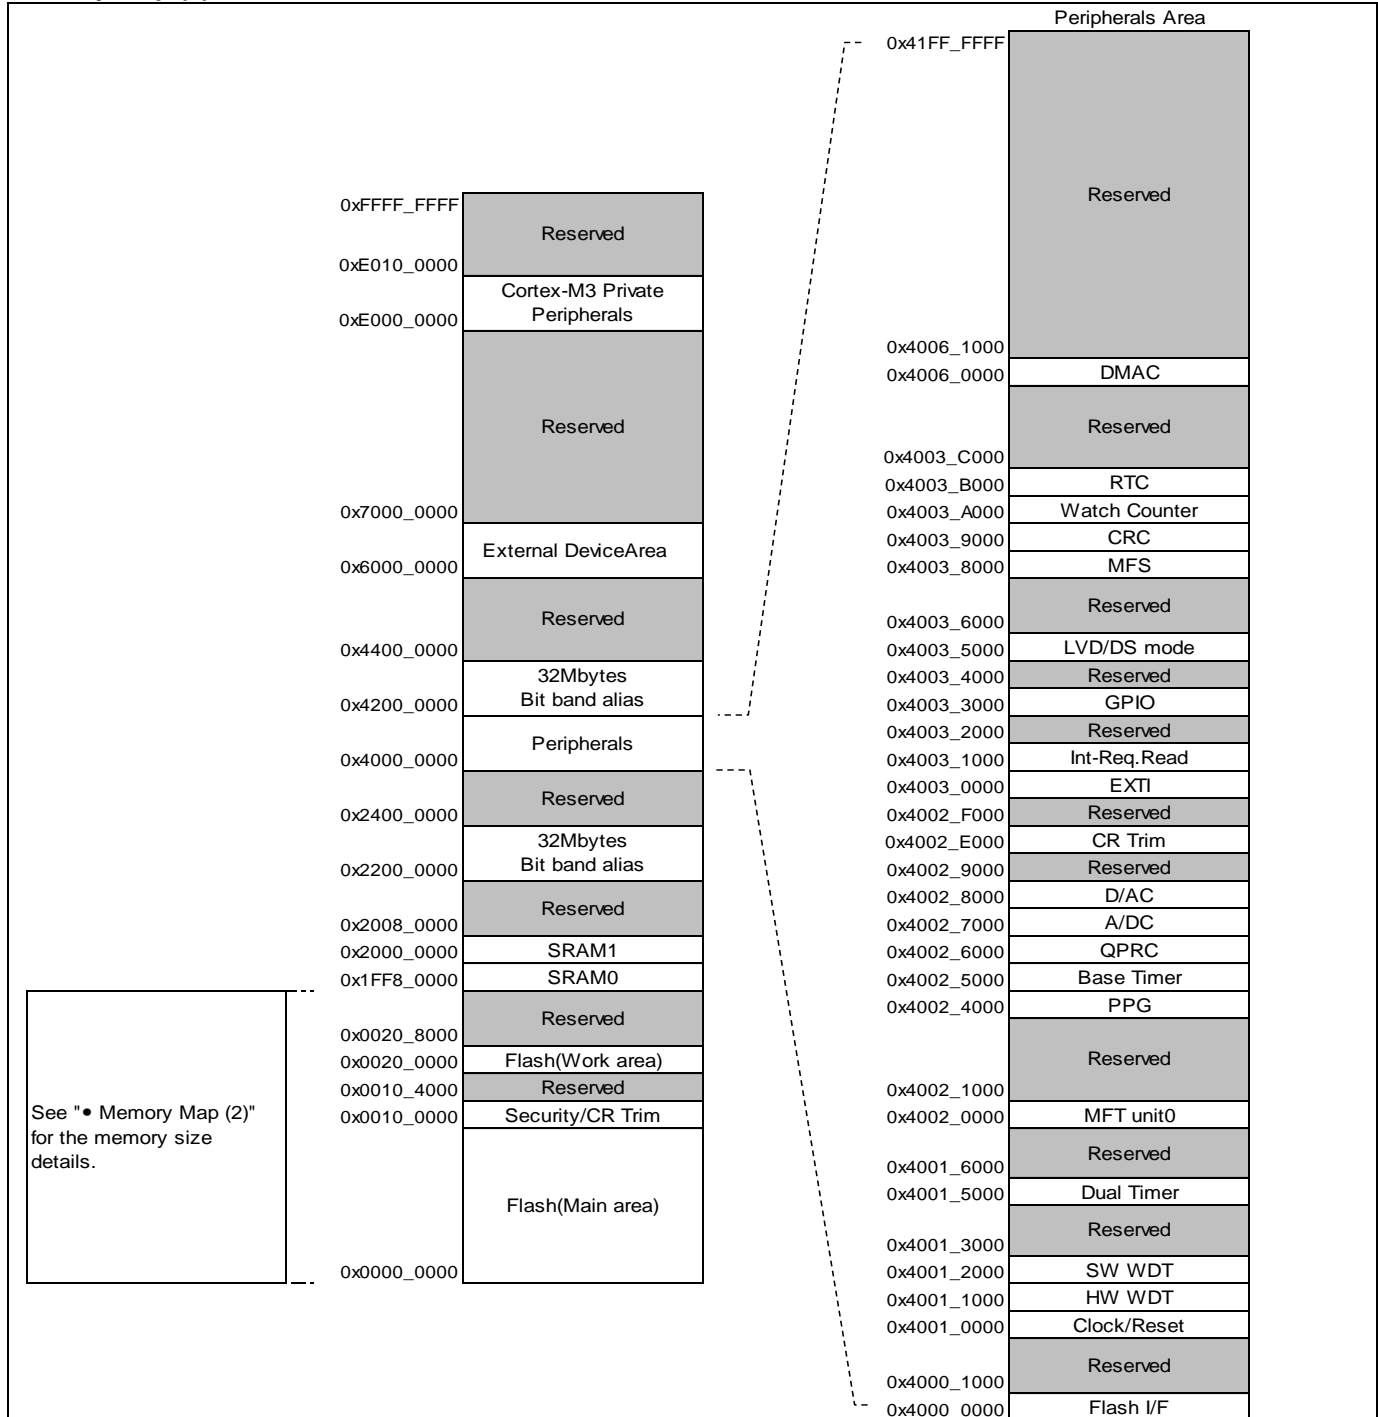 Peripherals Area
0x41FF_FFFF
Reserved
0x4006_1000
0x4006_0000
DMAC
Reserved
0x4003_C000
0x4003_B000
RTC
0x4003_A000
Watch Counter
0x4003_9000
CRC
0x4003_8000
MFS
Reserved
0x4003_6000
0x4003_5000
LVD/DS mode
0x4003_4000
Reserved
0x4003_3000
GPIO
0x4003_2000
Reserved
0x4003_1000
Int-Req.Read
0x4003_0000
EXTI
0x4002_F000
Reserved
0x4002_E000
CR Trim
0x4002_9000
Reserved
0x4002_8000
D/AC
0x4002_7000
A/DC
0x4002_6000
QPRC
0x4002_5000
Base Timer
0x4002_4000
PPG
Reserved
0x4002_1000
0x4002_0000
MFT unit0
Reserved
0x4001_6000
0x4001_5000
Dual Timer
Reserved
0x4001_3000
0x4001_2000
SW WDT
0x4001_1000
HW WDT
0x4001_0000
Clock/Reset
Reserved
0x4000_1000
0x4000_0000
Flash I/F
0xFFFF_FFFF
Reserved
0xE010_0000
Cortex-M3 Private
Peripherals
0xE000_0000
Reserved
0x7000_0000
External DeviceArea
0x6000_0000
Reserved
0x4400_0000
32Mbytes
Bit band alias
0x4200_0000
Peripherals
0x4000_0000
Reserved
0x2400_0000
32Mbytes
Bit band alias
0x2200_0000
Reserved
0x2008_0000
0x2000_0000
SRAM1
0x1FF8_0000
SRAM0
Reserved
0x0020_8000
0x0020_0000
Flash(Work area)
0x0010_4000
Reserved
0x0010_0000
Security/CR Trim
Flash(Main area)
0x0000_0000
See "● Memory Map (2)"
for the memory size
details.